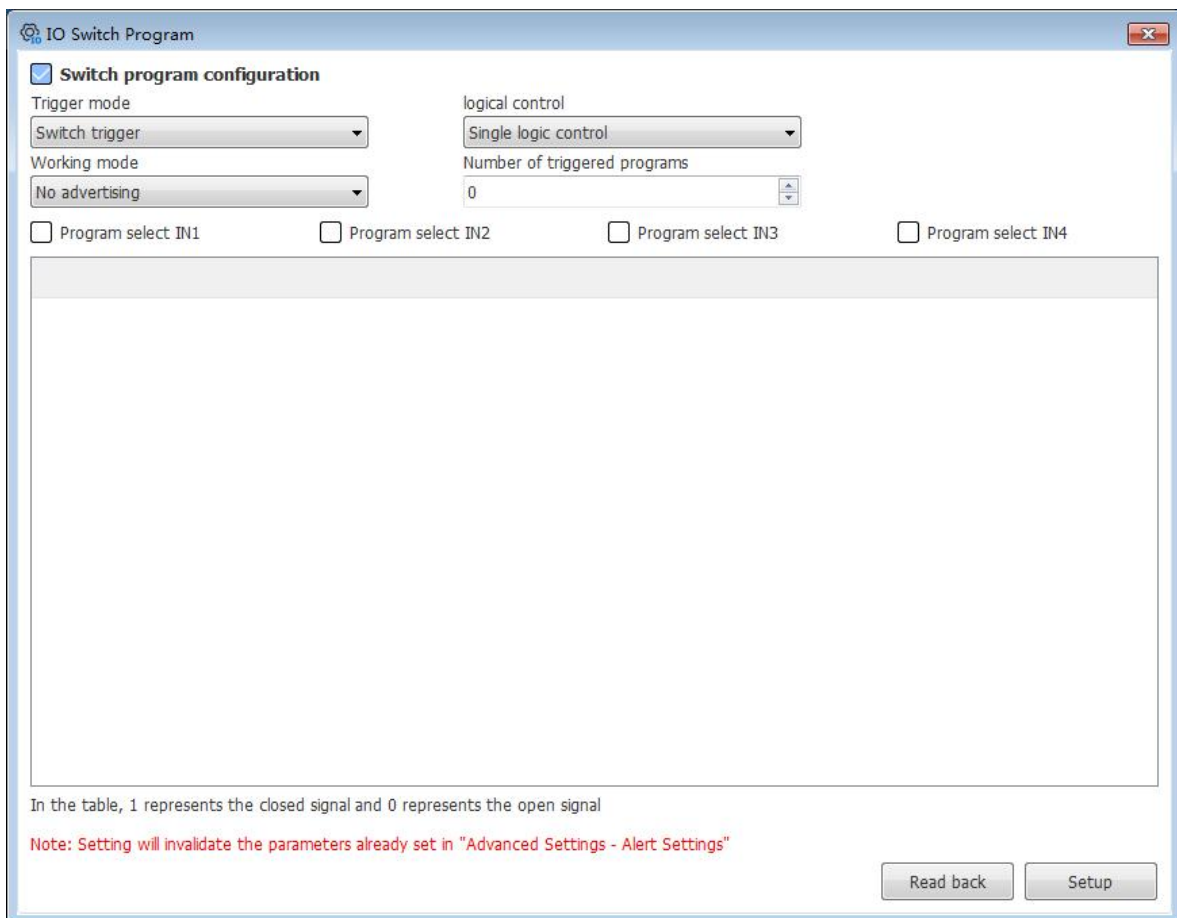 IO Switch Program
Switch program configuration
Trigger mode
logical control
Switch trigger
Single logic control
Working mode
Number of triggered programs
No advertising
0
Program select IN1
Program select IN2
Program select IN3
Program select IN4
In the table, 1 represents the closed signal and 0 represents the open signal
Note: Setting will invalidate the parameters already set in "Advanced Settings - Alert Settings"
Read back
Setup